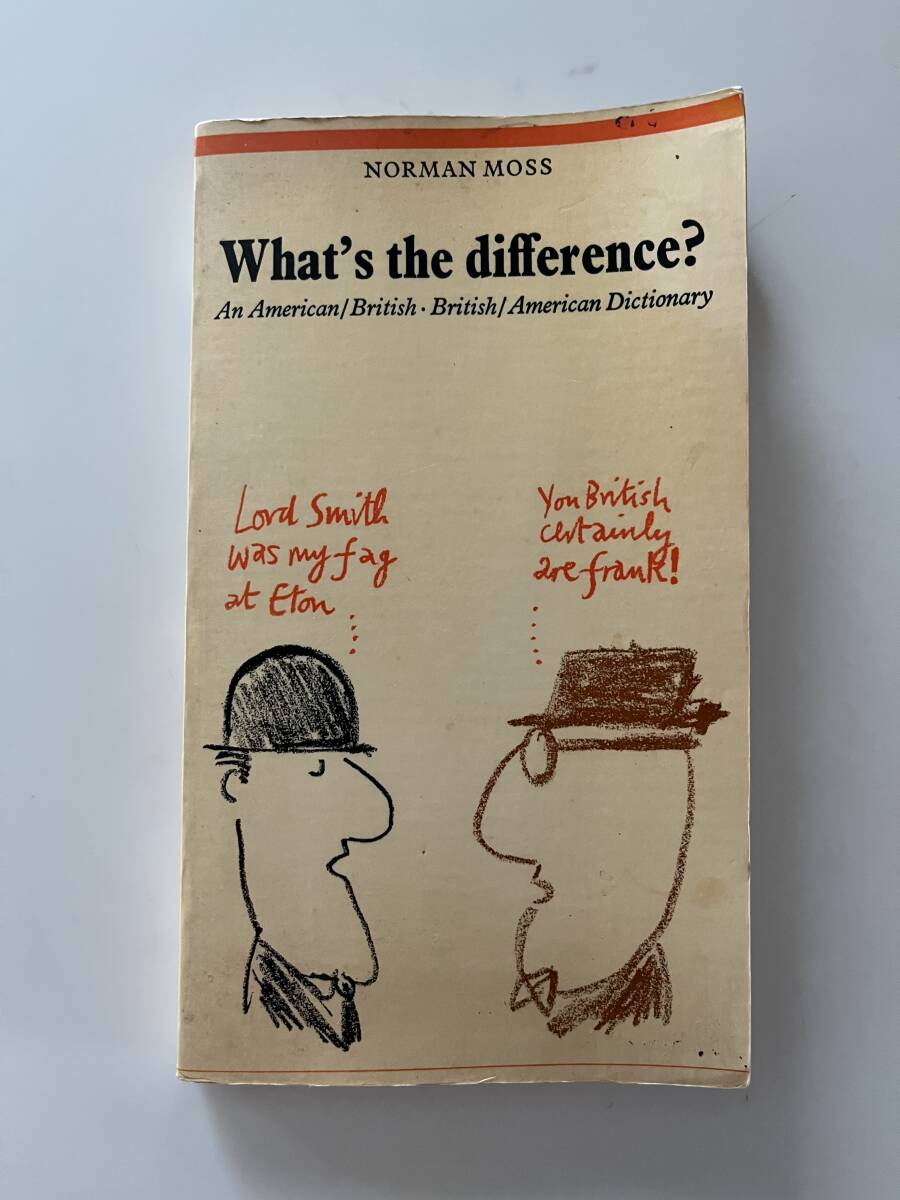 NORMAN MOSS
What's the difference?
An American/British · British/American Dictionary
Lord Smith
was my fag
at Eton
You British
certainly
are frank!